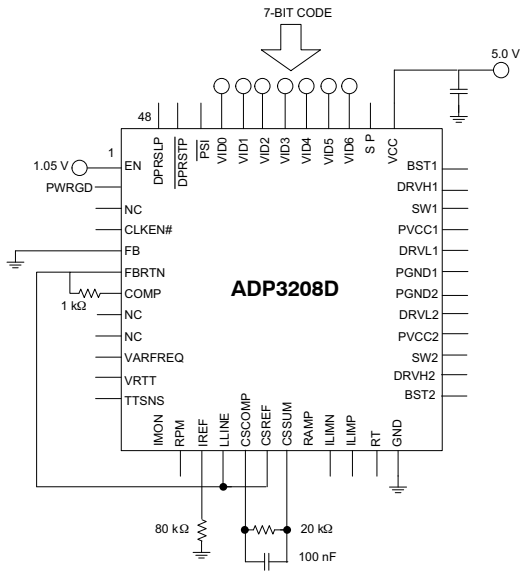 7-BIT CODE
5.0 V
48
DPRSLP
DPRSTP
PSI
VID0
VID1
VID2
VID3
VID4
VID5
VID6
S P
VCC
1
1.05 V
EN
PWRGD
NC
CLKEN#
FB
FBRTN
COMP
1 kΩ
NC
NC
VARFREQ
VRTT
TTSNS
ADP3208D
BST1
DRVH1
SW1
PVCC1
DRVL1
PGND1
PGND2
DRVL2
PVCC2
SW2
DRVH2
BST2
IMON
RPM
IREF
LLINE
CSCOMP
CSREF
CSSUM
RAMP
ILIMN
ILIMP
RT
GND
80 kΩ
20 kΩ
100 nF